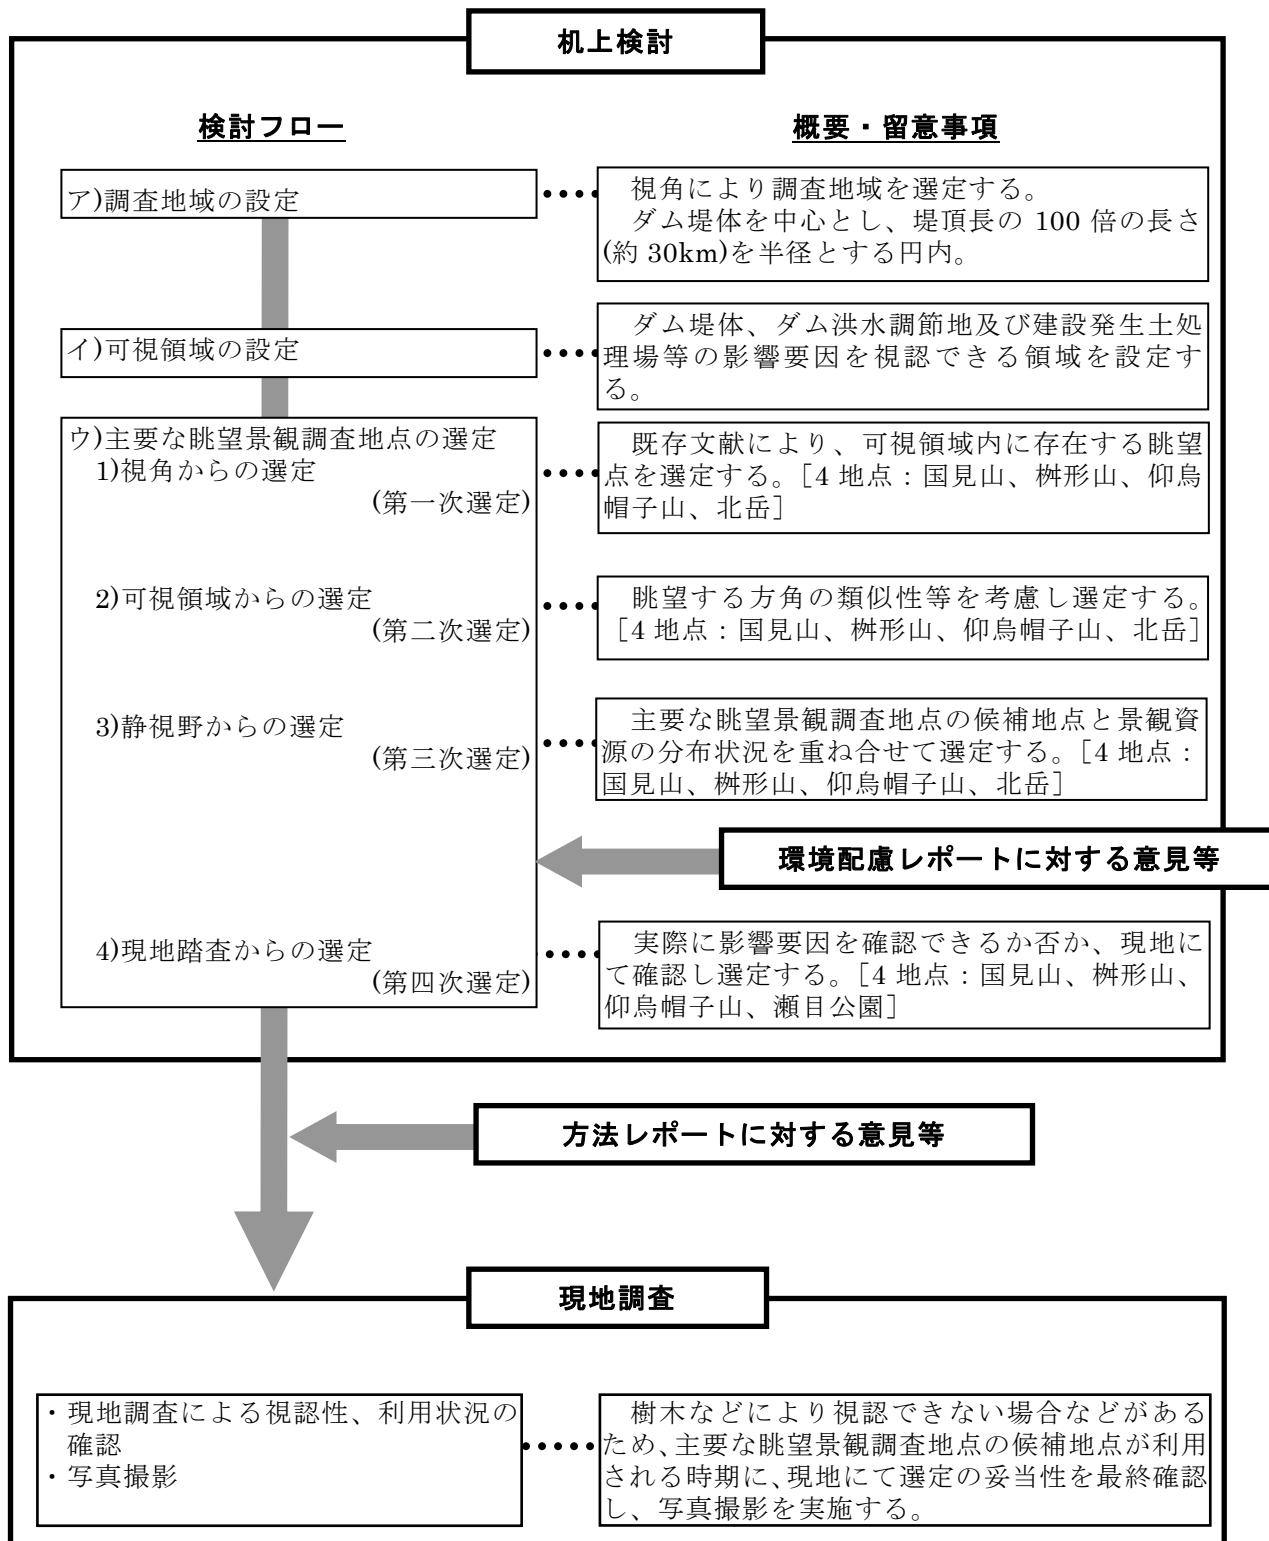 机上検討
検討フロー
概要・留意事項
ア)調査地域の設定
視角により調査地域を選定する。
ダム堤体を中心とし、堤頂長の 100 倍の長さ
(約 30km)を半径とする円内。
イ)可視領域の設定
ダム堤体、ダム洪水調節地及び建設発生土処
理場等の影響要因を視認できる領域を設定す
る。
ウ)主要な眺望景観調査地点の選定
1)視角からの選定
(第一次選定)
既存文献により、可視領域内に存在する眺望
点を選定する。[4 地点：国見山、桝形山、仰烏
帽子山、北岳]
2)可視領域からの選定
(第二次選定)
眺望する方角の類似性等を考慮し選定する。
[4 地点：国見山、桝形山、仰烏帽子山、北岳]
3)静視野からの選定
(第三次選定)
主要な眺望景観調査地点の候補地点と景観資
源の分布状況を重ね合せて選定する。[4 地点：
国見山、桝形山、仰烏帽子山、北岳]
環境配慮レポートに対する意見等
4)現地踏査からの選定
(第四次選定)
実際に影響要因を確認できるか否か、現地に
て確認し選定する。[4 地点：国見山、桝形山、
仰烏帽子山、瀬目公園]
方法レポートに対する意見等
現地調査
・現地調査による視認性、利用状況の
確認
・写真撮影
樹木などにより視認できない場合などがある
ため、主要な眺望景観調査地点の候補地点が利用
される時期に、現地にて選定の妥当性を最終確認
し、写真撮影を実施する。